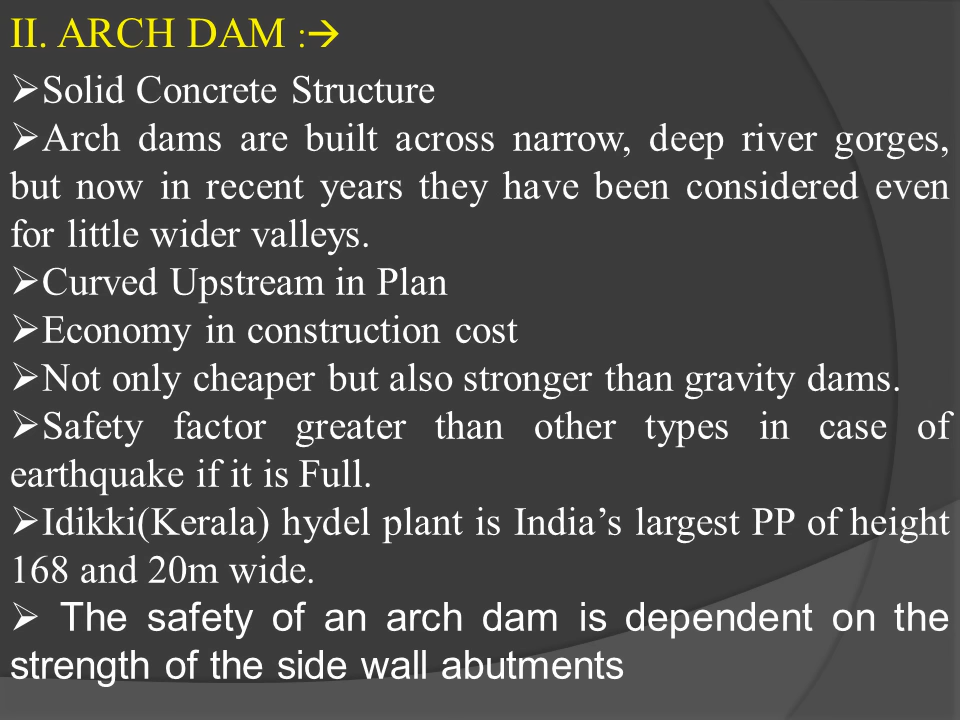 II. ARCH DAM :→
➢Solid Concrete Structure
➢Arch dams are built across narrow, deep river gorges,
but now in recent years they have been considered even
for little wider valleys.
➢Curved Upstream in Plan
➢Economy in construction cost
➢Not only cheaper but also stronger than gravity dams.
➢Safety factor greater than other types in case of
earthquake if it is Full.
➢Idikki(Kerala) hydel plant is India’s largest PP of height
168 and 20m wide.
➢ The safety of an arch dam is dependent on the
strength of the side wall abutments